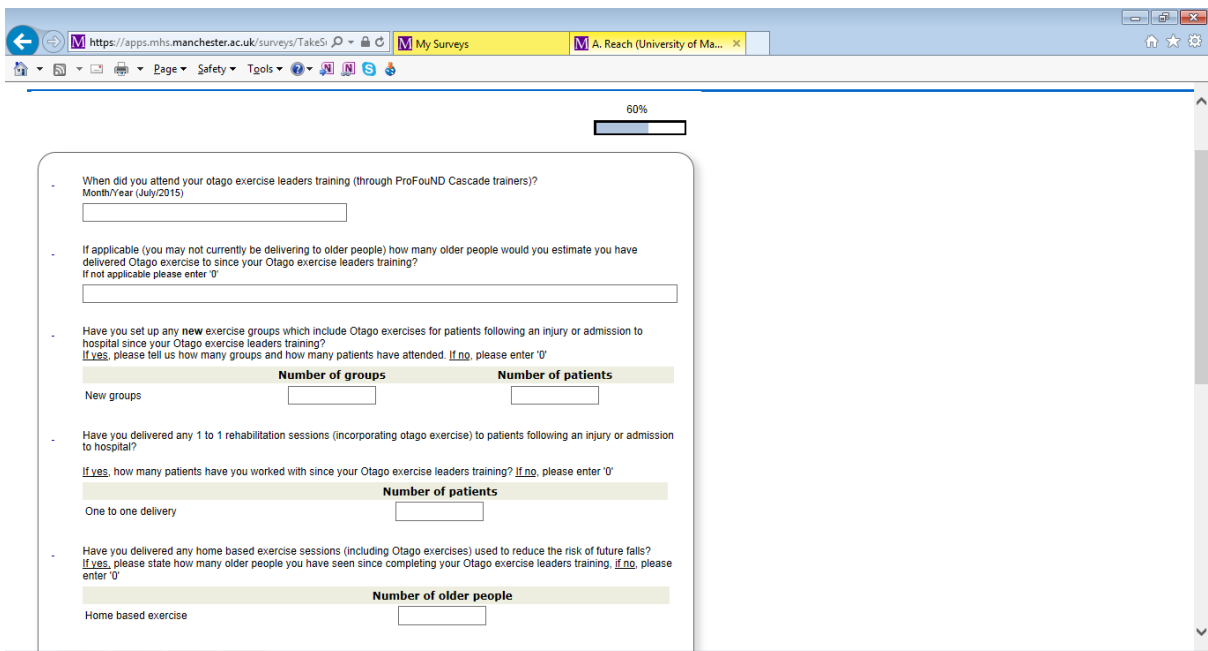 https://apps.mhs.manchester.ac.uk/surveys/TakeS
My Surveys
A. Reach (University of Ma...
Page Safety Tools
60%
When did you attend your otago exercise leaders training (through ProFouND Cascade trainers)?
Month/Year (July/2015)
If applicable (you may not currently be delivering to older people) how many older people would you estimate you have
delivered Otago exercise to since your Otago exercise leaders training?
If not applicable please enter '0'
Have you set up any new exercise groups which include Otago exercises for patients following an injury or admission to
hospital since your Otago exercise leaders training?
If yes, please tell us how many groups and how many patients have attended. If no, please enter '0'
Number of groups Number of patients
New groups
Have you delivered any 1 to 1 rehabilitation sessions (incorporating otago exercise) to patients following an injury or admission
to hospital?
If yes, how many patients have you worked with since your Otago exercise leaders training? If no, please enter '0'
Number of patients
One to one delivery
Have you delivered any home based exercise sessions (including Otago exercises) used to reduce the risk of future falls?
If yes, please state how many older people you have seen since completing your Otago exercise leaders training, if no, please
enter '0'
Number of older people
Home based exercise